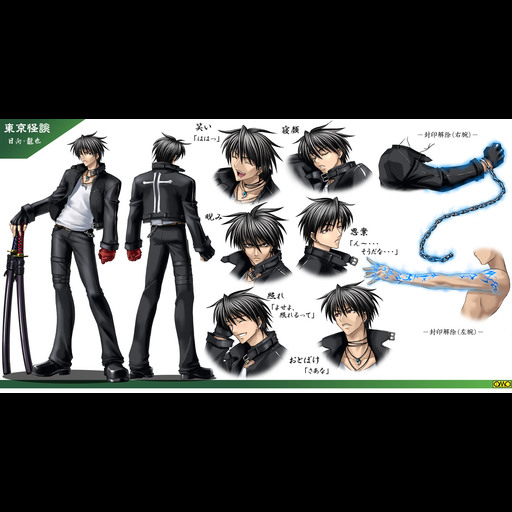 東京怪談
日向・龍也
笑い
「ははっ」
寝顔
睨み
思案
「ん〜・・・
そうだな・・・」
照れ
「よせよ、
照れるって」
おとぼけ
「さあな」
－封印解除(右腕)－
－封印解除(左腕)－
OMC